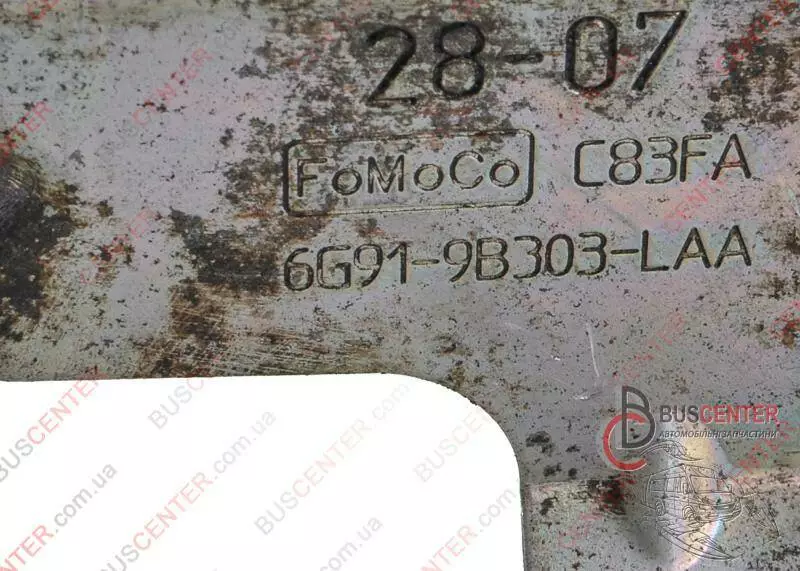 28-07
FoMoCo C83FA
6G91-9B303-LAA
BUSCENTER
АВТОМОБІЛЬНІ ЗАПЧАСТИНИ
BUSCENTER.com.ua